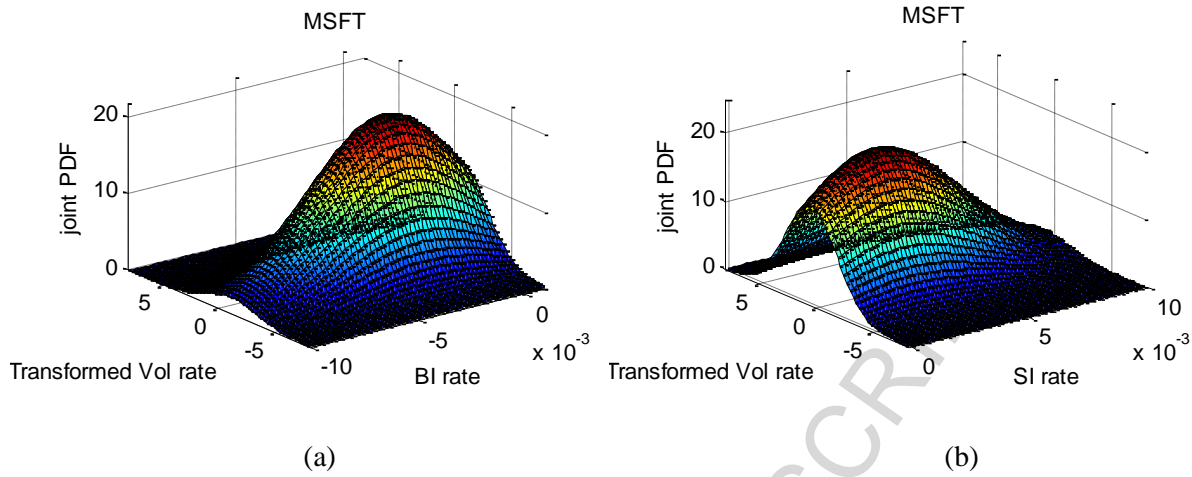 MSFT
joint PDF
20
10
0
5
0
-5
-10
-5
0
x 10-3
Transformed Vol rate
BI rate
(a)
MSFT
joint PDF
20
10
0
5
0
-5
0
5
10
x 10-3
Transformed Vol rate
SI rate
(b)
SCRI